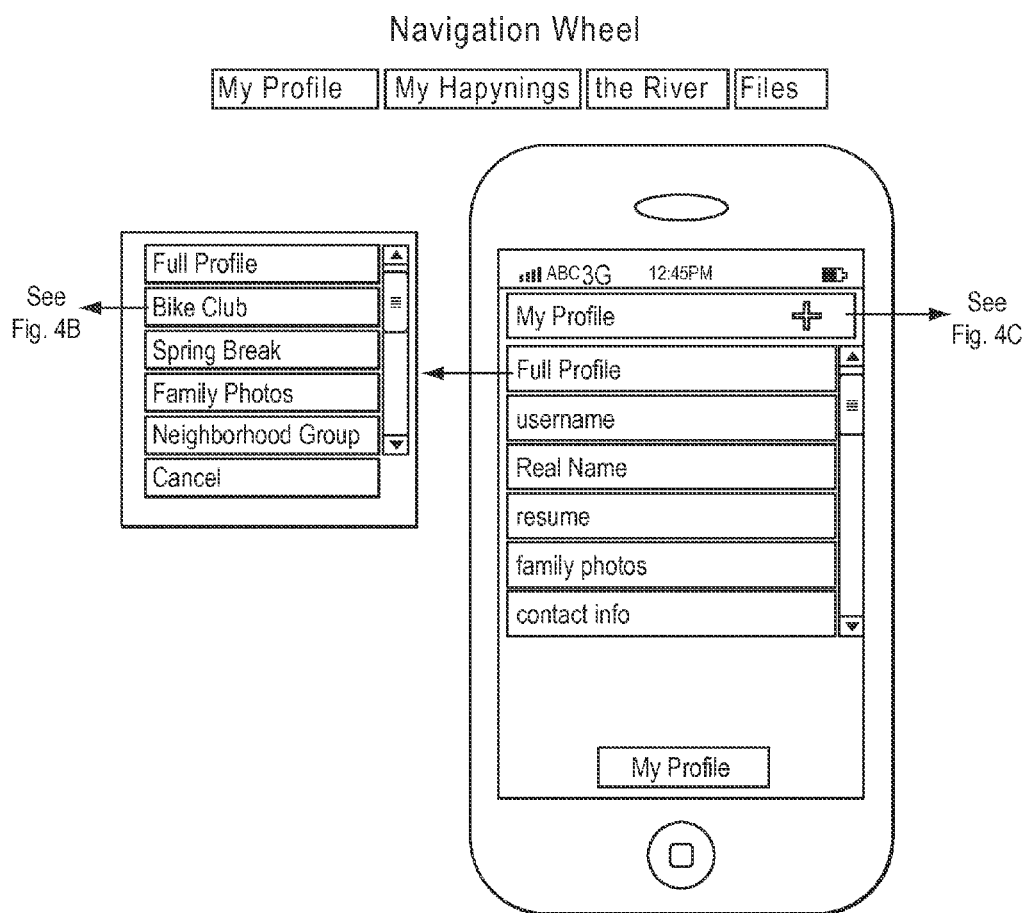 Navigation Wheel
My Profile My Hapynings the River Files
See
Fig. 4B
Full Profile
Bike Club
Spring Break
Family Photos
Neighborhood Group
Cancel
ABC 3G 12:45PM
My Profile
Full Profile
username
Real Name
resume
family photos
contact info
My Profile
See
Fig. 4C